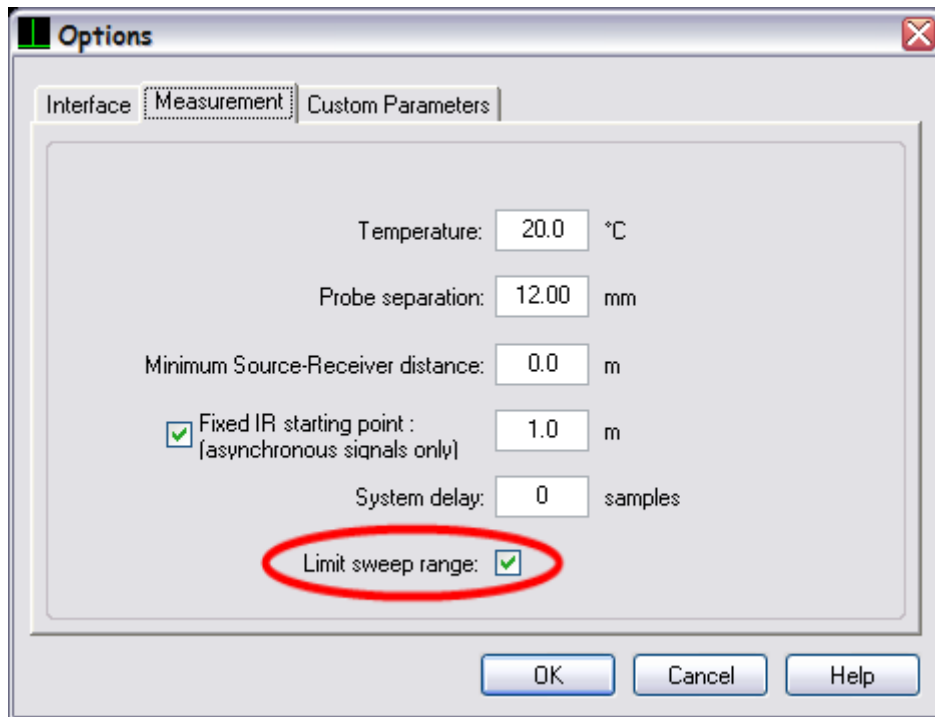 Options
Interface
Measurement
Custom Parameters
Temperature: 20.0 °C
Probe separation: 12.00 mm
Minimum Source-Receiver distance: 0.0 m
Fixed IR starting point : 1.0 m
(asynchronous signals only)
System delay: 0 samples
Limit sweep range:
OK
Cancel
Help